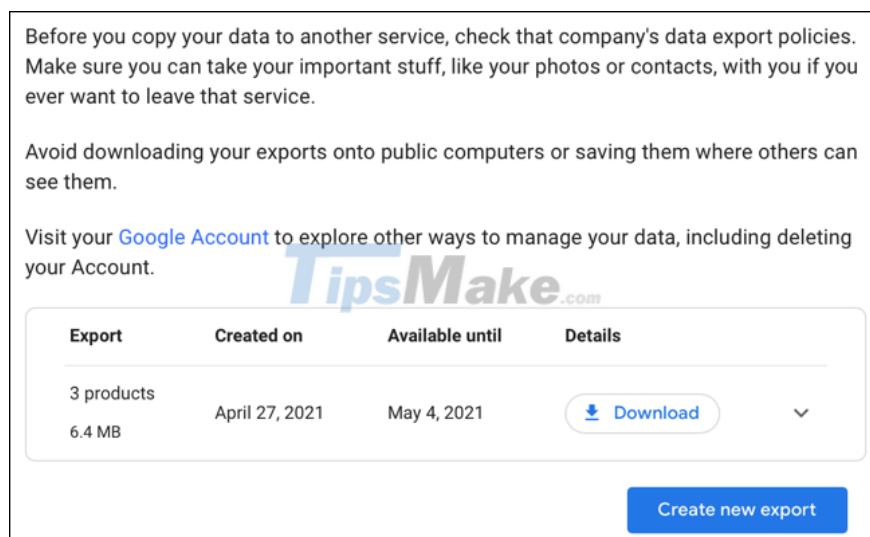 Before you copy your data to another service, check that company's data export policies.
Make sure you can take your important stuff, like your photos or contacts, with you if you
ever want to leave that service.
Avoid downloading your exports onto public computers or saving them where others can
see them.
Visit your Google Account to explore other ways to manage your data, including deleting
your Account.
TipsMake.com
Export Created on Available until Details
3 products
April 27, 2021 May 4, 2021 Download
6.4 MB
Create new export